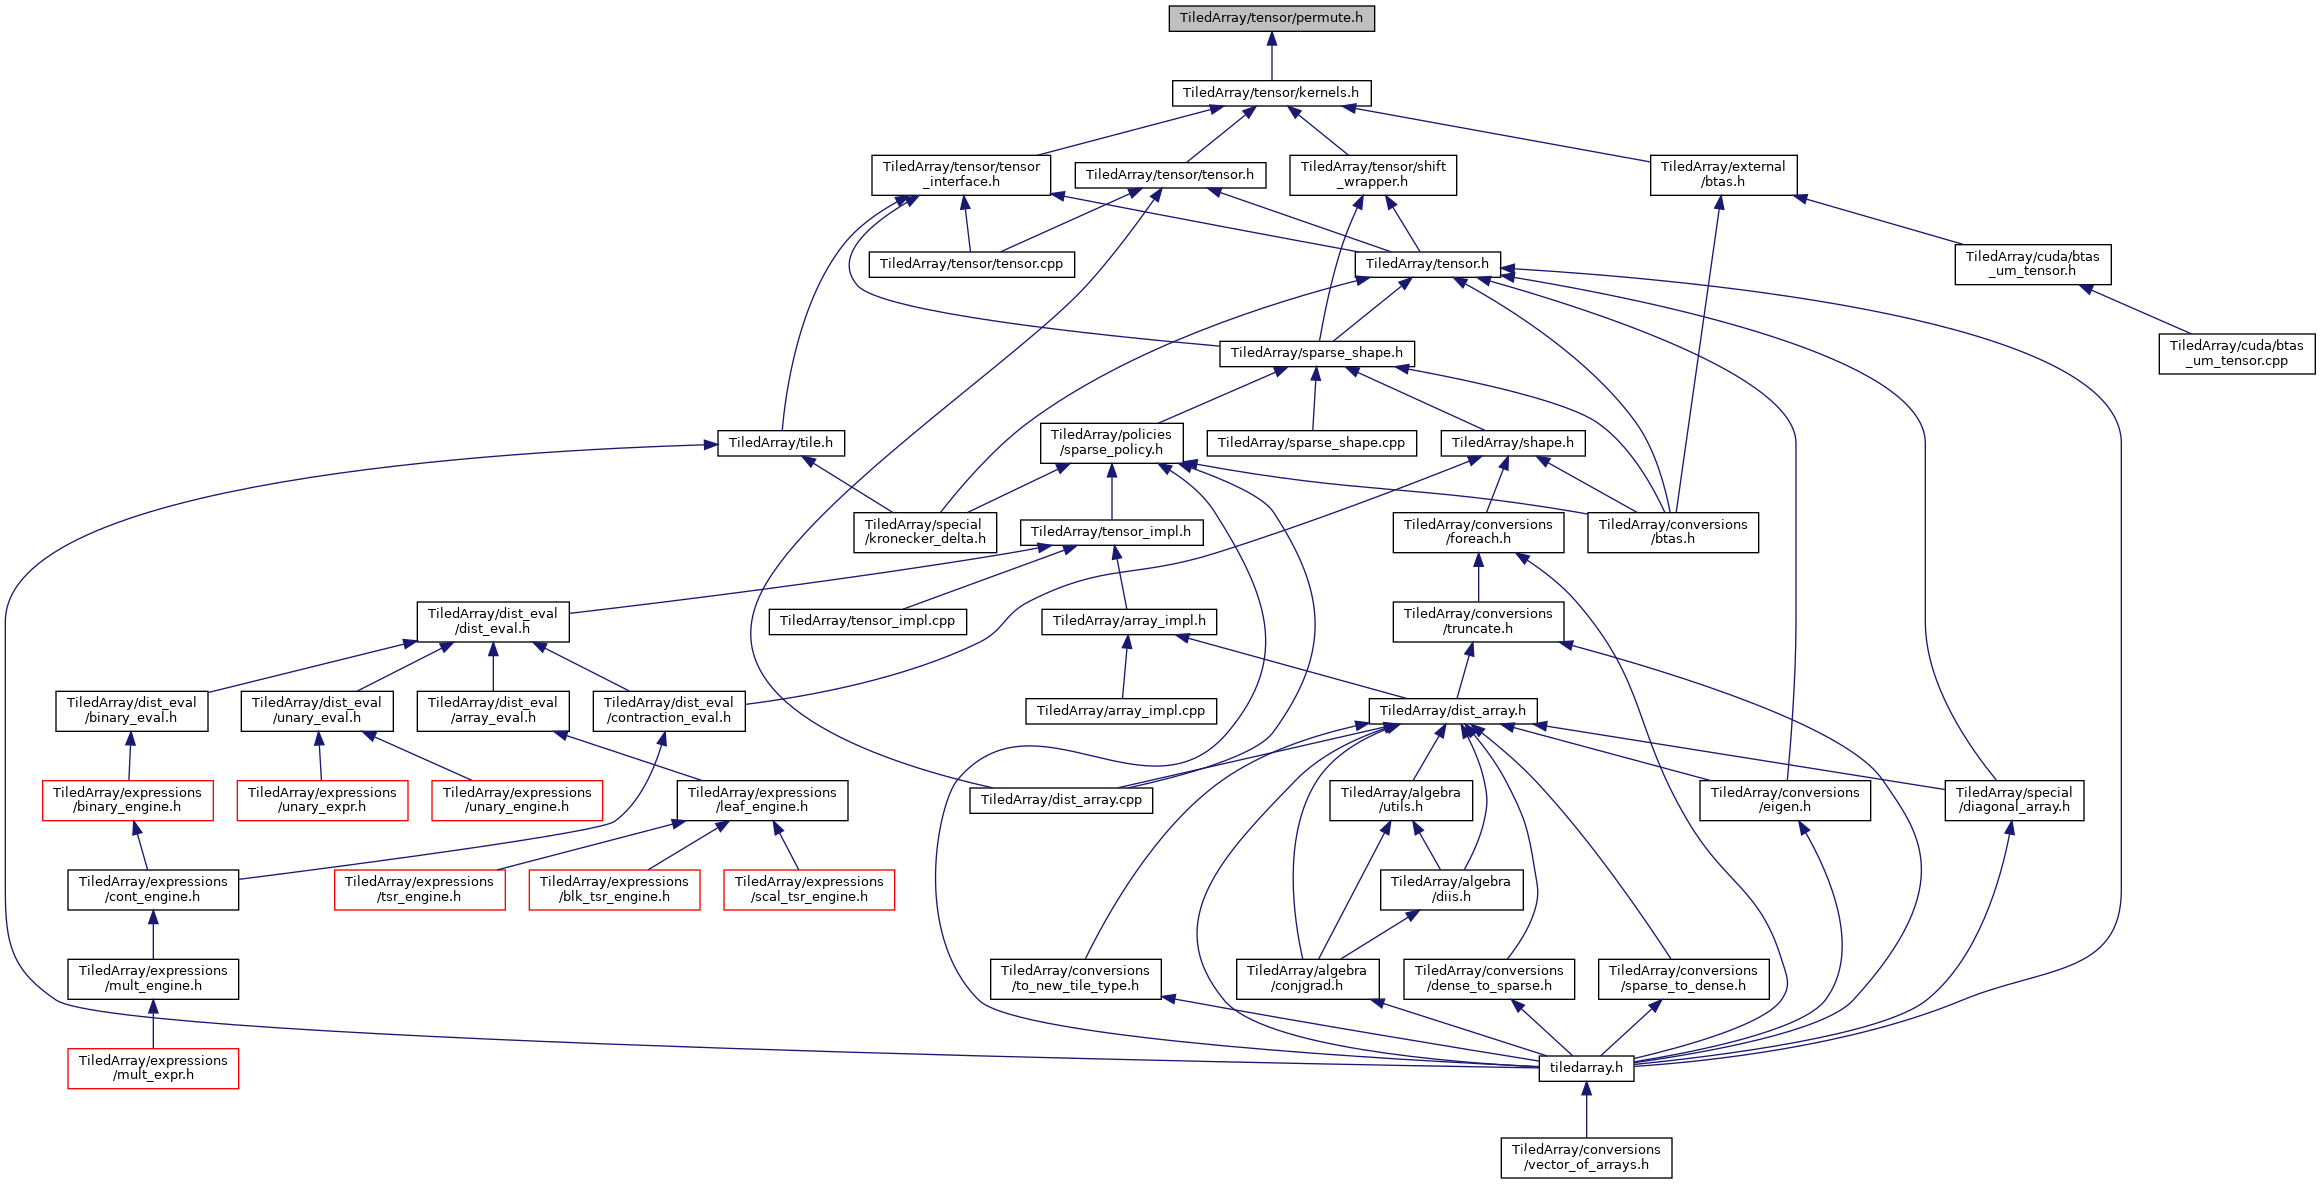 TiledArray/tensor/permute.h
TiledArray/tensor/kernels.h
TiledArray/tensor/tensor
_interface.h
TiledArray/tensor/tensor.h
TiledArray/tensor/shift
_wrapper.h
TiledArray/external
/btas.h
TiledArray/tensor/tensor.cpp
TiledArray/tensor.h
TiledArray/cuda/btas
_um_tensor.h
TiledArray/sparse_shape.h
TiledArray/cuda/btas
_um_tensor.cpp
TiledArray/tile.h
TiledArray/policies
/sparse_policy.h
TiledArray/sparse_shape.cpp
TiledArray/shape.h
TiledArray/special
/kronecker_delta.h
TiledArray/tensor_impl.h
TiledArray/conversions
/foreach.h
TiledArray/conversions
/btas.h
TiledArray/dist_eval
/dist_eval.h
TiledArray/tensor_impl.cpp
TiledArray/array_impl.h
TiledArray/conversions
/truncate.h
TiledArray/dist_eval
/binary_eval.h
TiledArray/dist_eval
/unary_eval.h
TiledArray/dist_eval
/array_eval.h
TiledArray/dist_eval
/contraction_eval.h
TiledArray/array_impl.cpp
TiledArray/dist_array.h
TiledArray/expressions
/binary_engine.h
TiledArray/expressions
/unary_expr.h
TiledArray/expressions
/unary_engine.h
TiledArray/expressions
/leaf_engine.h
TiledArray/dist_array.cpp
TiledArray/algebra
/utils.h
TiledArray/conversions
/eigen.h
TiledArray/special
/diagonal_array.h
TiledArray/expressions
/cont_engine.h
TiledArray/expressions
/tsr_engine.h
TiledArray/expressions
/blk_tsr_engine.h
TiledArray/expressions
/scal_tsr_engine.h
TiledArray/algebra
/diis.h
TiledArray/expressions
/mult_engine.h
TiledArray/conversions
/to_new_tile_type.h
TiledArray/algebra
/conjgrad.h
TiledArray/conversions
/dense_to_sparse.h
TiledArray/conversions
/sparse_to_dense.h
TiledArray/expressions
/mult_expr.h
tiledarray.h
TiledArray/conversions
/vector_of_arrays.h